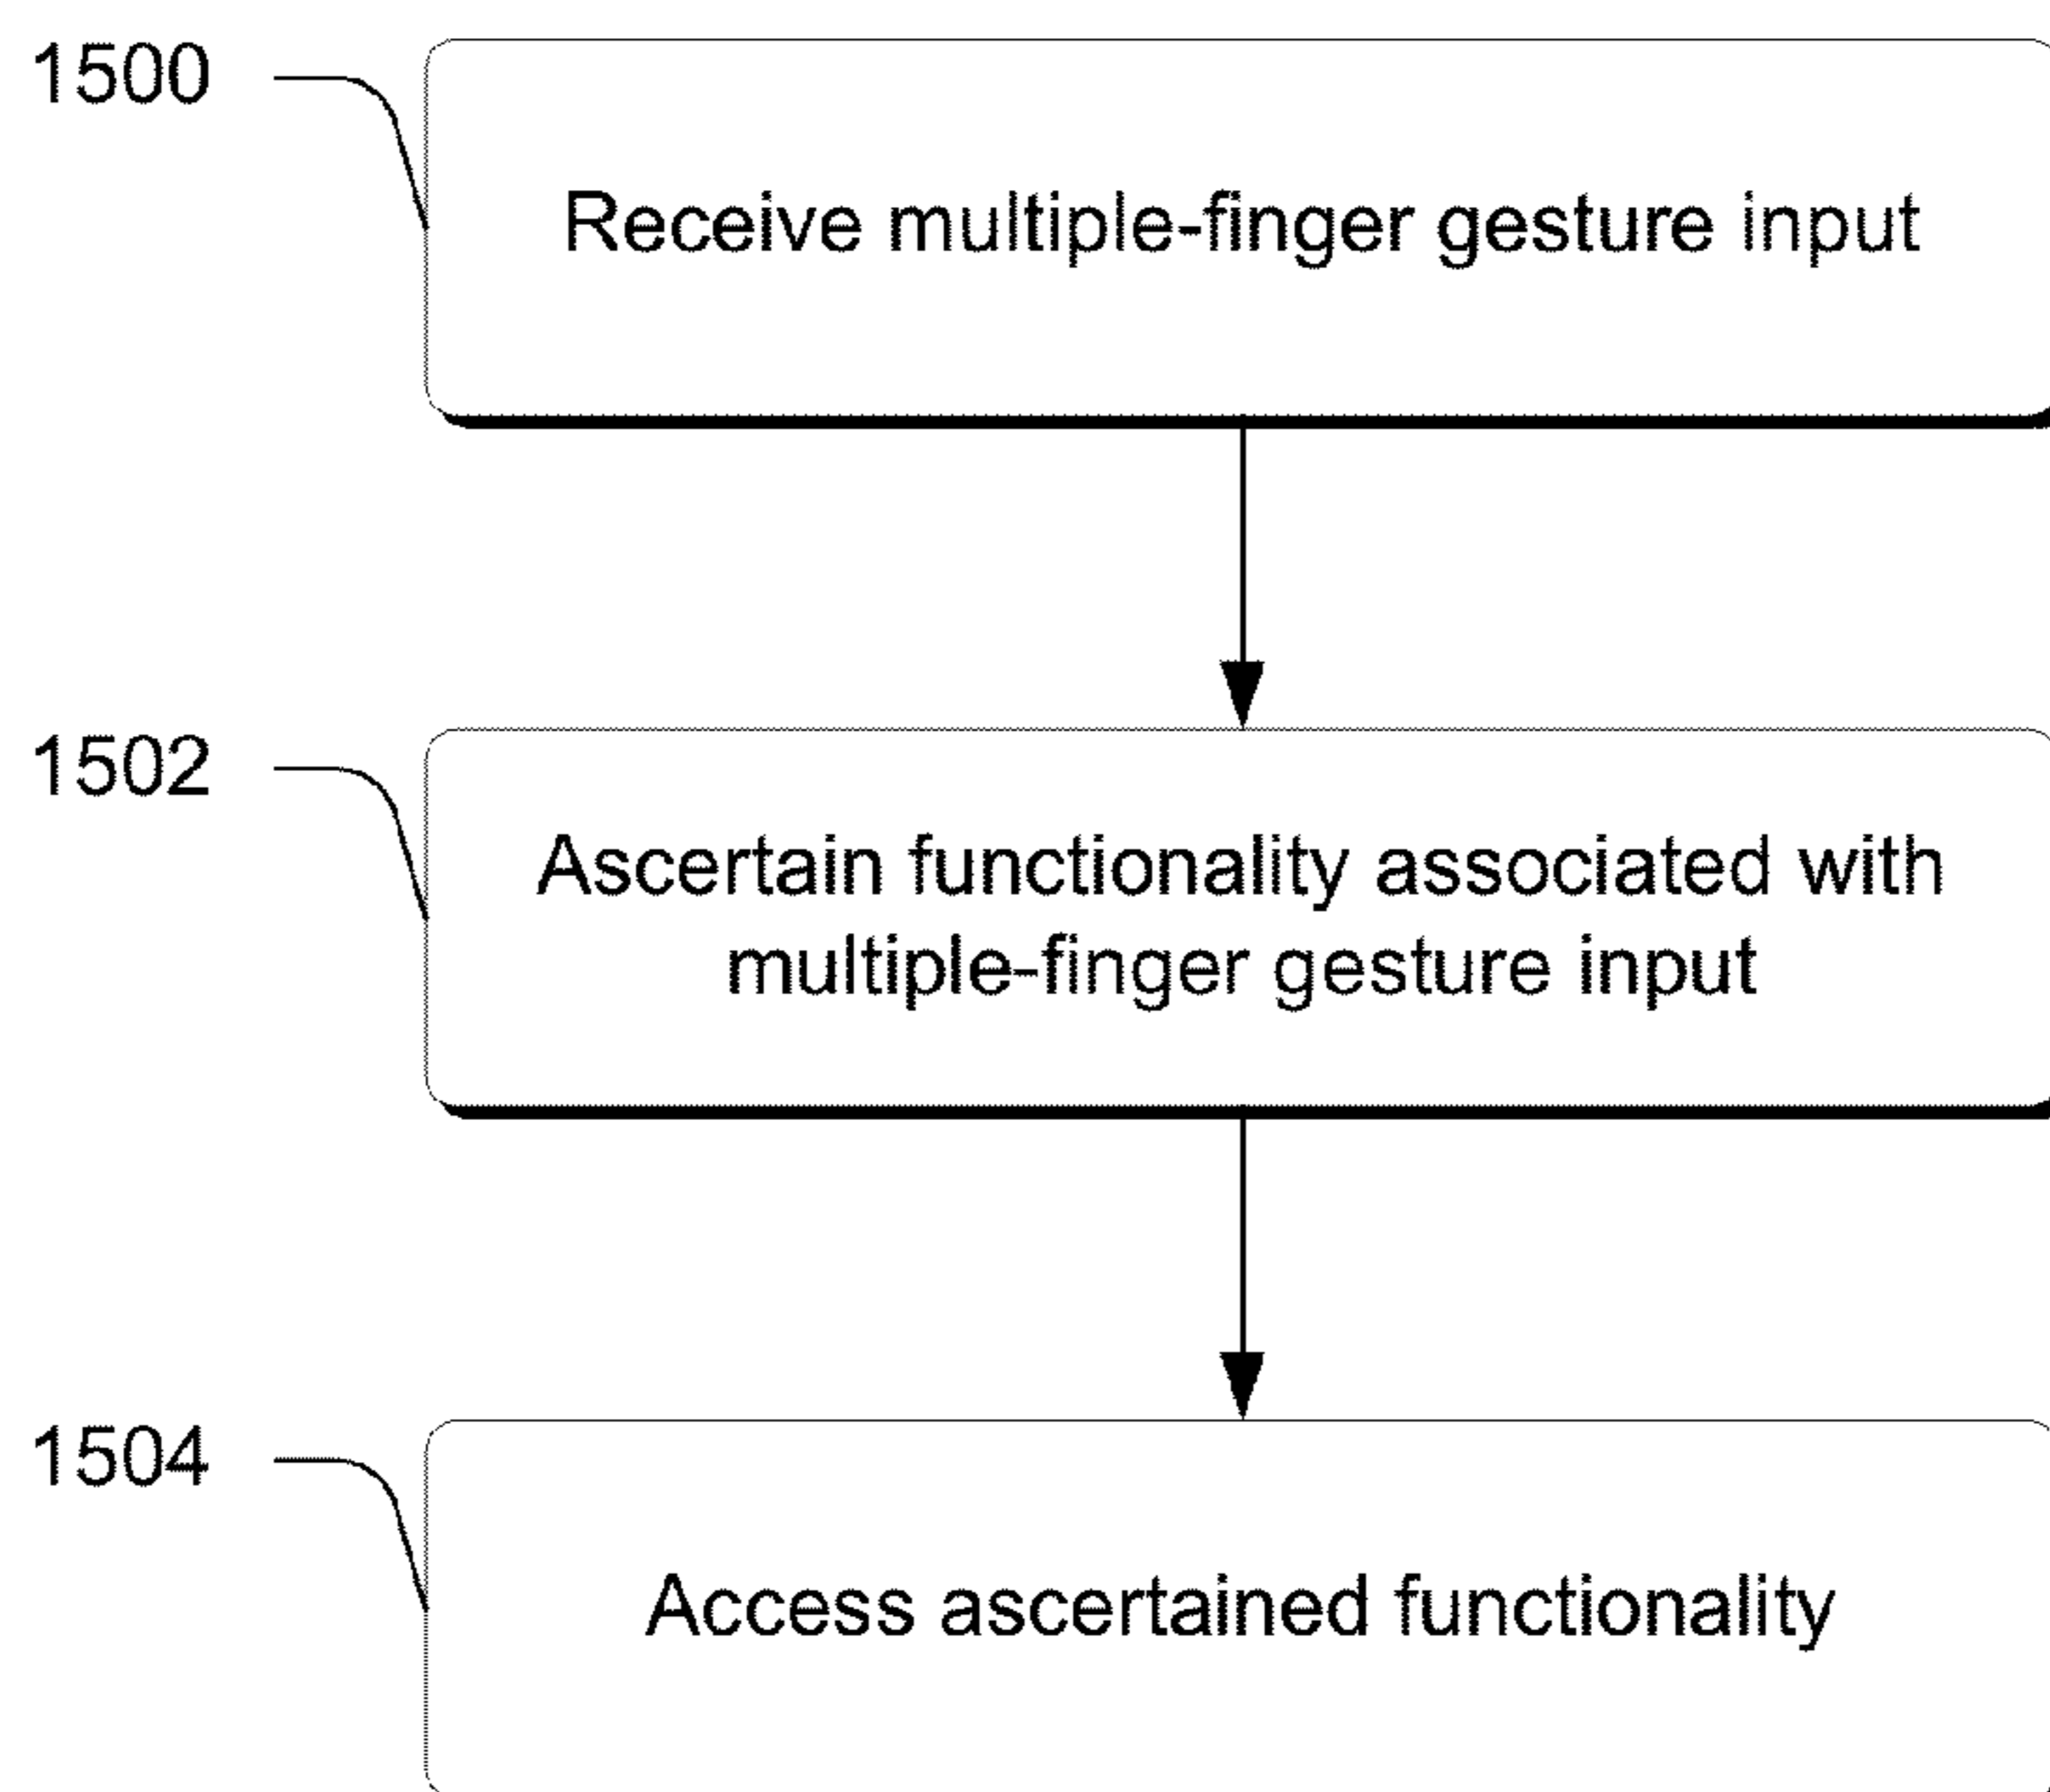 1500
Receive multiple-finger gesture input
1502
Ascertain functionality associated with
multiple-finger gesture input
1504
Access ascertained functionality